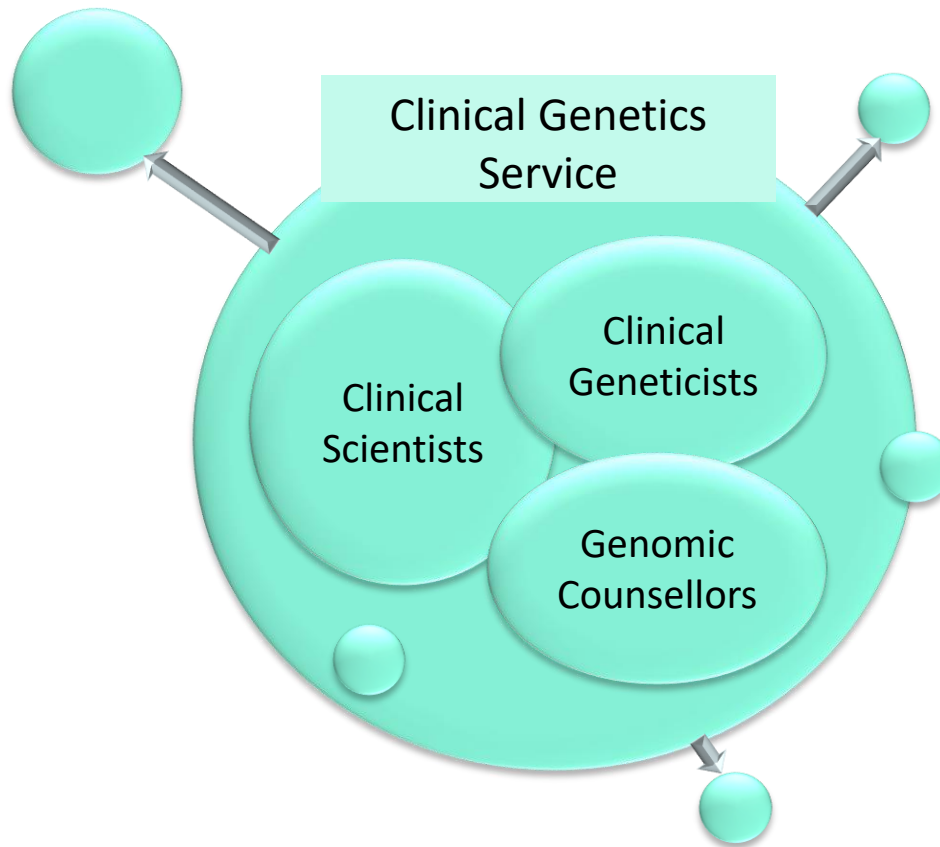 Clinical Genetics
Service
Clinical
Geneticists
Clinical
Scientists
Genomic
Counsellors